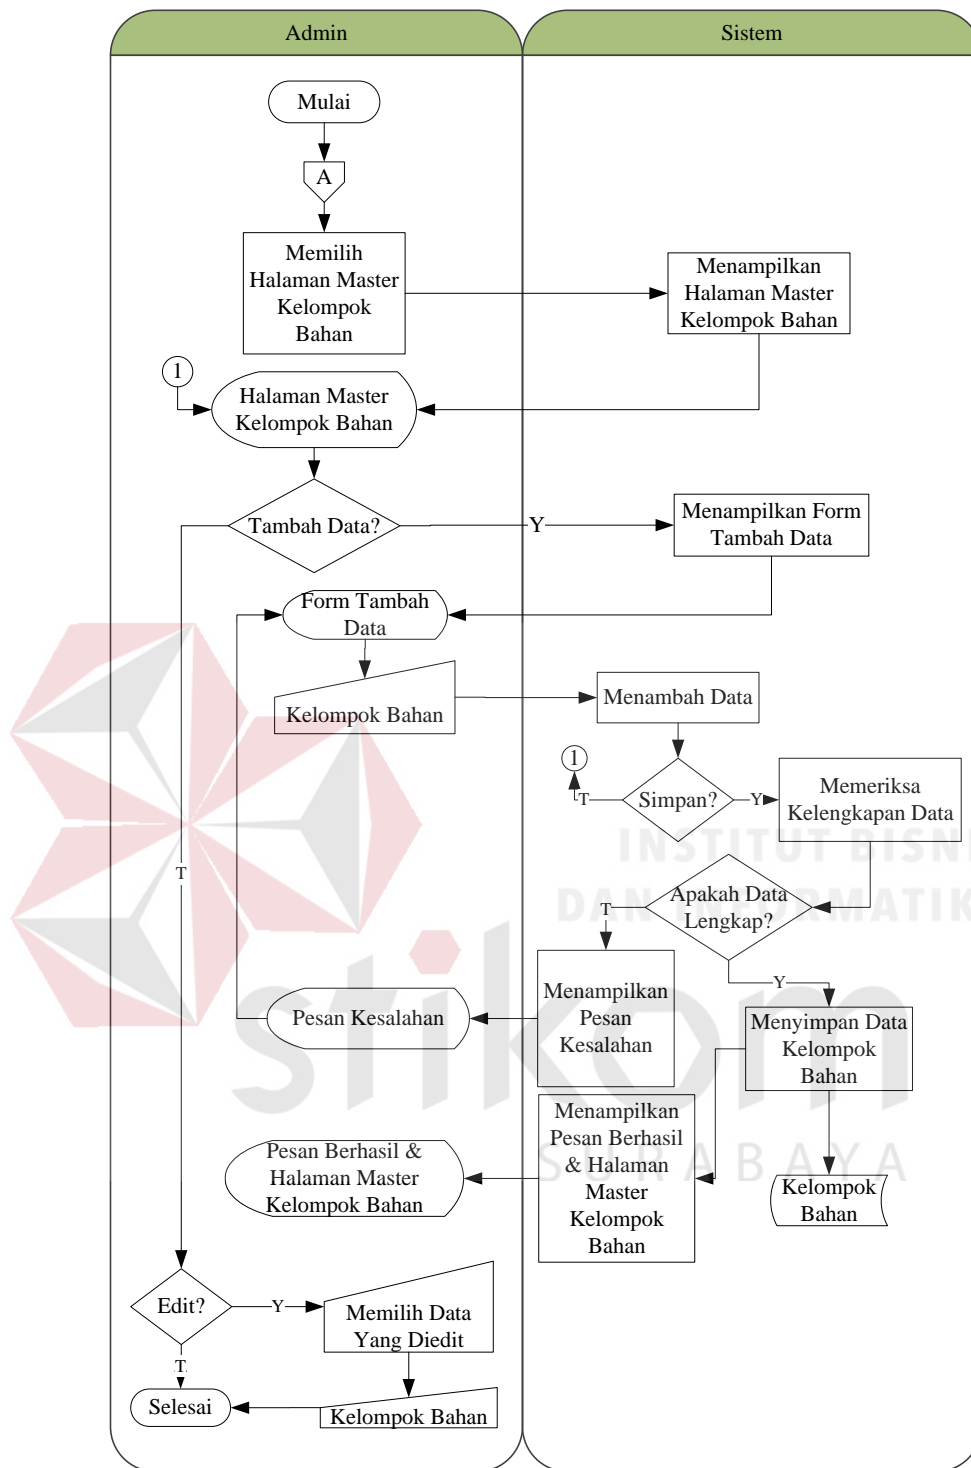 Admin
Sistem
Mulai
A
Memilih
Halaman Master
Kelompok
Bahan
Menampilkan
Halaman Master
Kelompok Bahan
1
Halaman Master
Kelompok Bahan
Tambah Data?
Y
Menampilkan Form
Tambah Data
Form Tambah
Data
Kelompok Bahan
Menambah Data
1
T
Simpan?
Y
Memeriksa
Kelengkapan Data
INSTITUT BISNI
DAN INFORMATIK
T
Apakah Data
Lengkap?
T
Y
Menampilkan
Pesan
Kesalahan
Pesan Kesalahan
Menyimpan Data
Kelompok
Bahan
stikom
SURABAYA
Menampilkan
Pesan Berhasil
& Halaman
Master
Kelompok
Bahan
Pesan Berhasil &
Halaman Master
Kelompok Bahan
Kelompok
Bahan
Edit?
Y
Memilih Data
Yang Diedit
T
Selesai
Kelompok Bahan